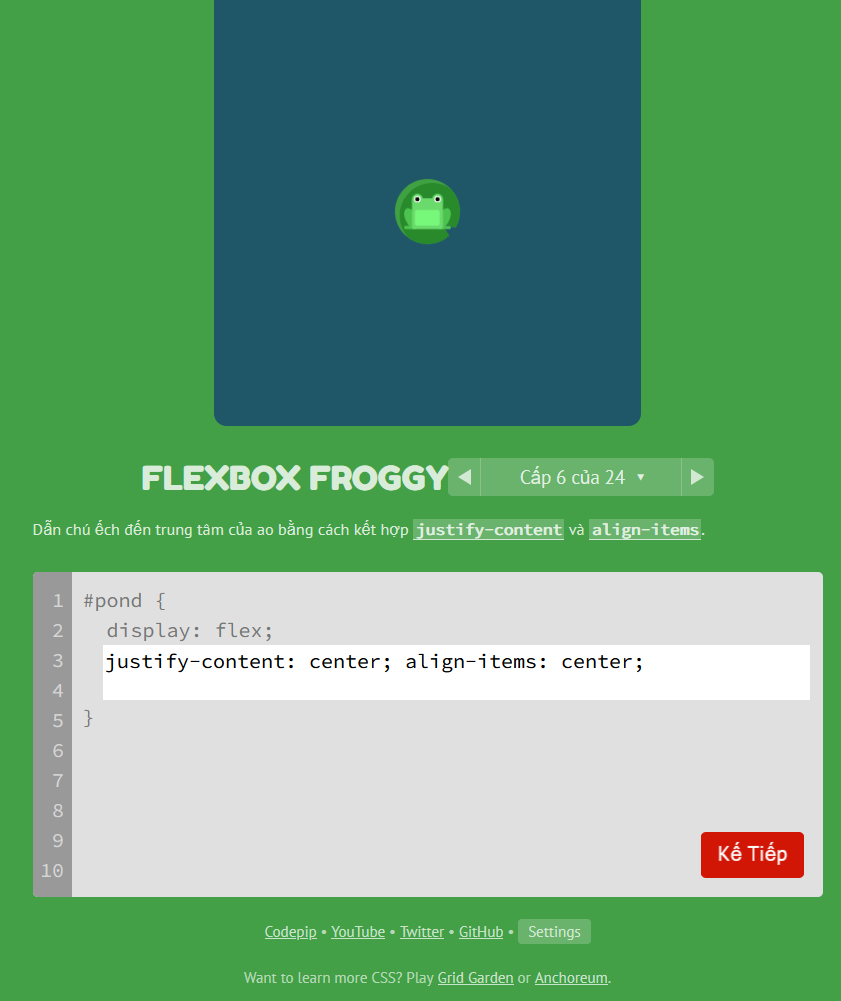 FLEXBOX FROGGY
◀ Cấp 6 của 24 ▼ ▶
Dẫn chú ếch đến trung tâm của ao bằng cách kết hợp justify-content và align-items.
1 #pond {
2 display: flex;
3 justify-content: center; align-items: center;
4
5 }
6
7
8
9
10
Kế Tiếp
Codepip • YouTube • Twitter • GitHub • Settings
Want to learn more CSS? Play Grid Garden or Anchoreum.